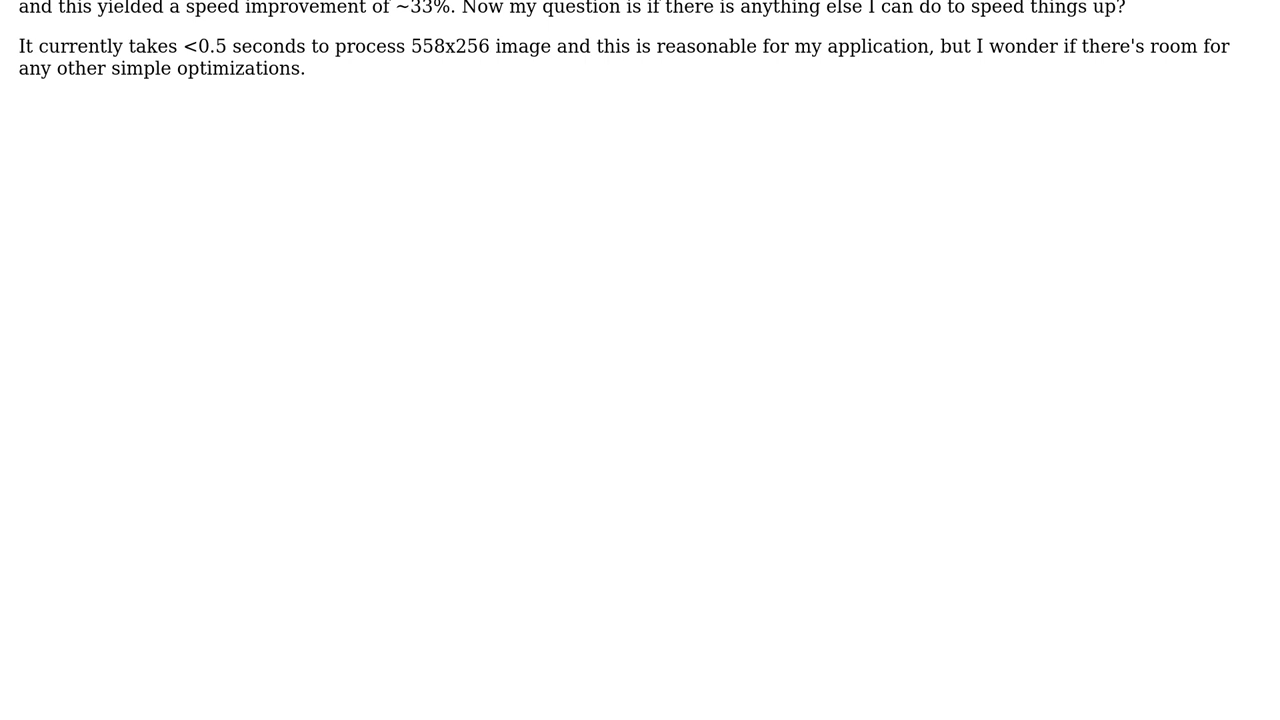 and this yielded a speed improvement of ~33%. Now my question is if there is anything else I can do to speed things up?
It currently takes <0.5 seconds to process 558x256 image and this is reasonable for my application, but I wonder if there's room for
any other simple optimizations.